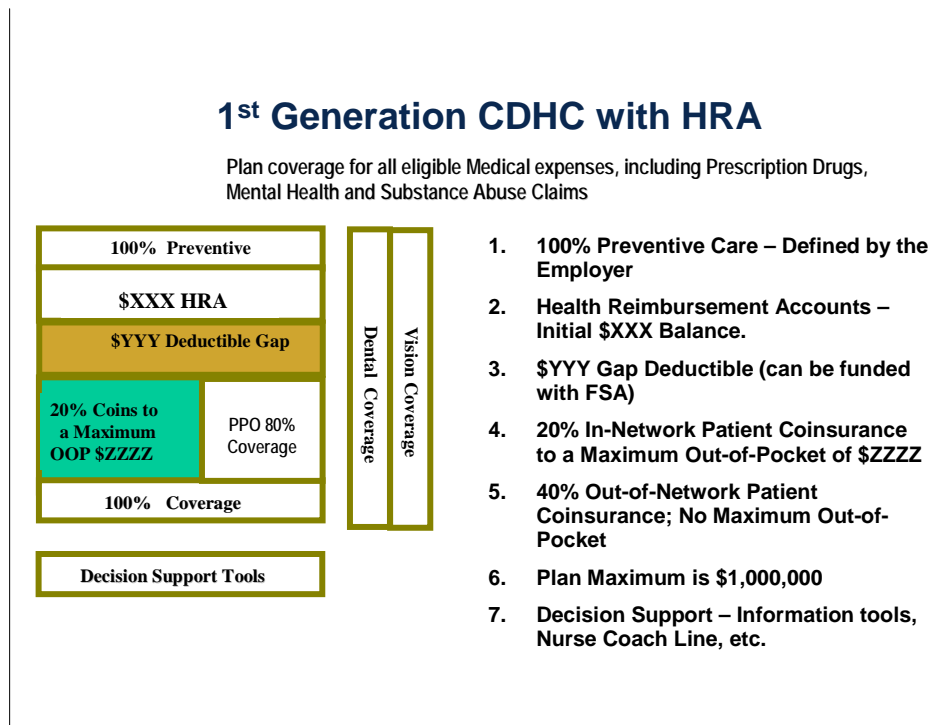 1st Generation CDHC with HRA
Plan coverage for all eligible Medical expenses, including Prescription Drugs,
Mental Health and Substance Abuse Claims
100% Preventive
$XXX HRA
$YYY Deductible Gap
20% Coins to
a Maximum
OOP $ZZZZ
PPO 80%
Coverage
100% Coverage
Decision Support Tools
Dental Coverage
Vision Coverage
1. 100% Preventive Care – Defined by the
Employer
2. Health Reimbursement Accounts –
Initial $XXX Balance.
3. $YYY Gap Deductible (can be funded
with FSA)
4. 20% In-Network Patient Coinsurance
to a Maximum Out-of-Pocket of $ZZZZ
5. 40% Out-of-Network Patient
Coinsurance; No Maximum Out-of-
Pocket
6. Plan Maximum is $1,000,000
7. Decision Support – Information tools,
Nurse Coach Line, etc.